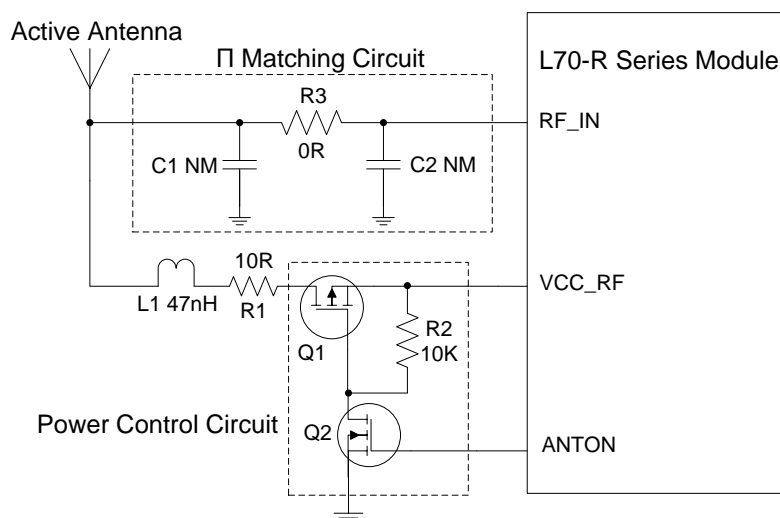 Active Antenna
Π Matching Circuit
L70-R Series Module
R3
RF_IN
0R
C1 NM
C2 NM
10R
VCC_RF
L1 47nH
R1
R2
10K
Q1
Power Control Circuit
Q2
ANTON